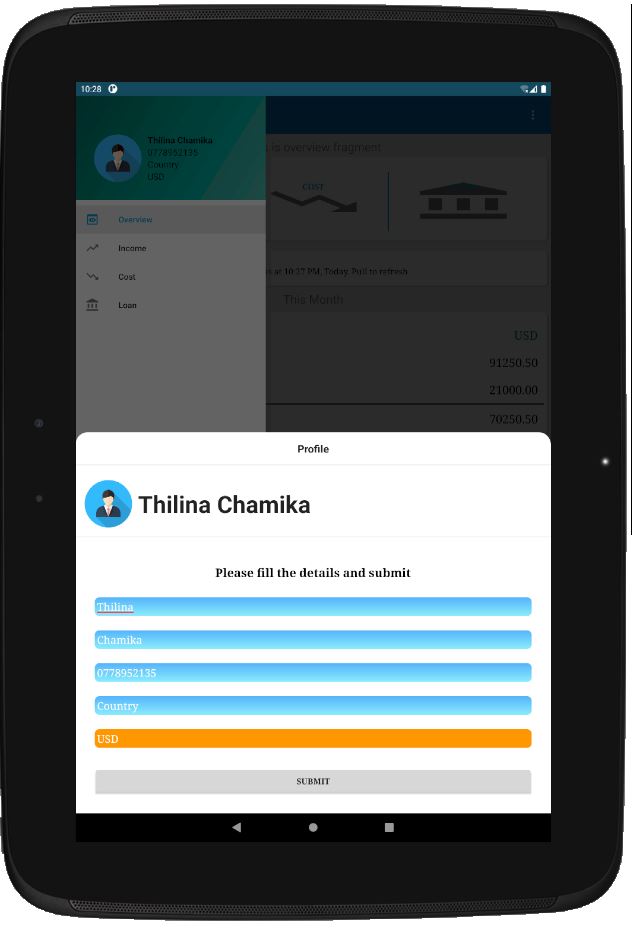 10:28
Thilina Chamika
0778952135
Country
USD
is overview fragment
COST
Overview
Income
Cost
Loan
at 10:27 PM, Today. Pull to refresh
This Month
USD
91250.50
21000.00
70250.50
Profile
Thilina Chamika
Please fill the details and submit
Thilina
Chamika
0778952135
Country
USD
SUBMIT